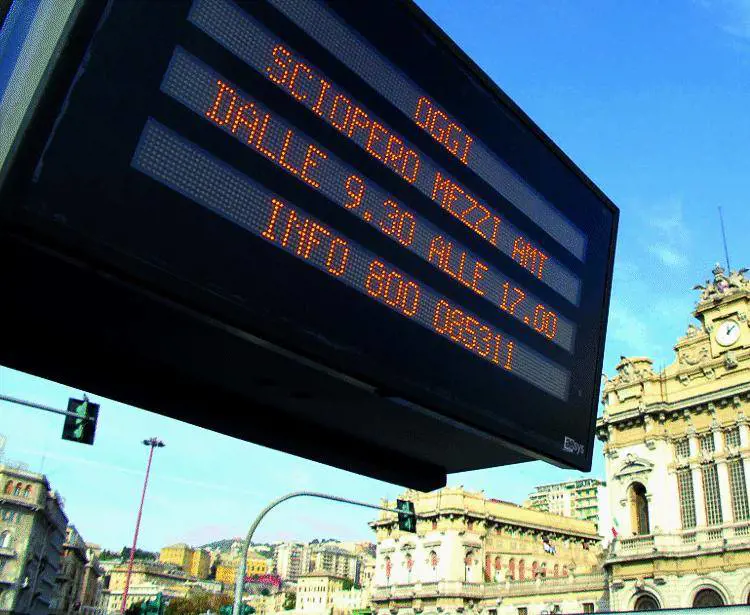 OGGI
SCIOPERO MEZZI AMT
DALLE 9.30 ALLE 17.00
INFO 800 085311